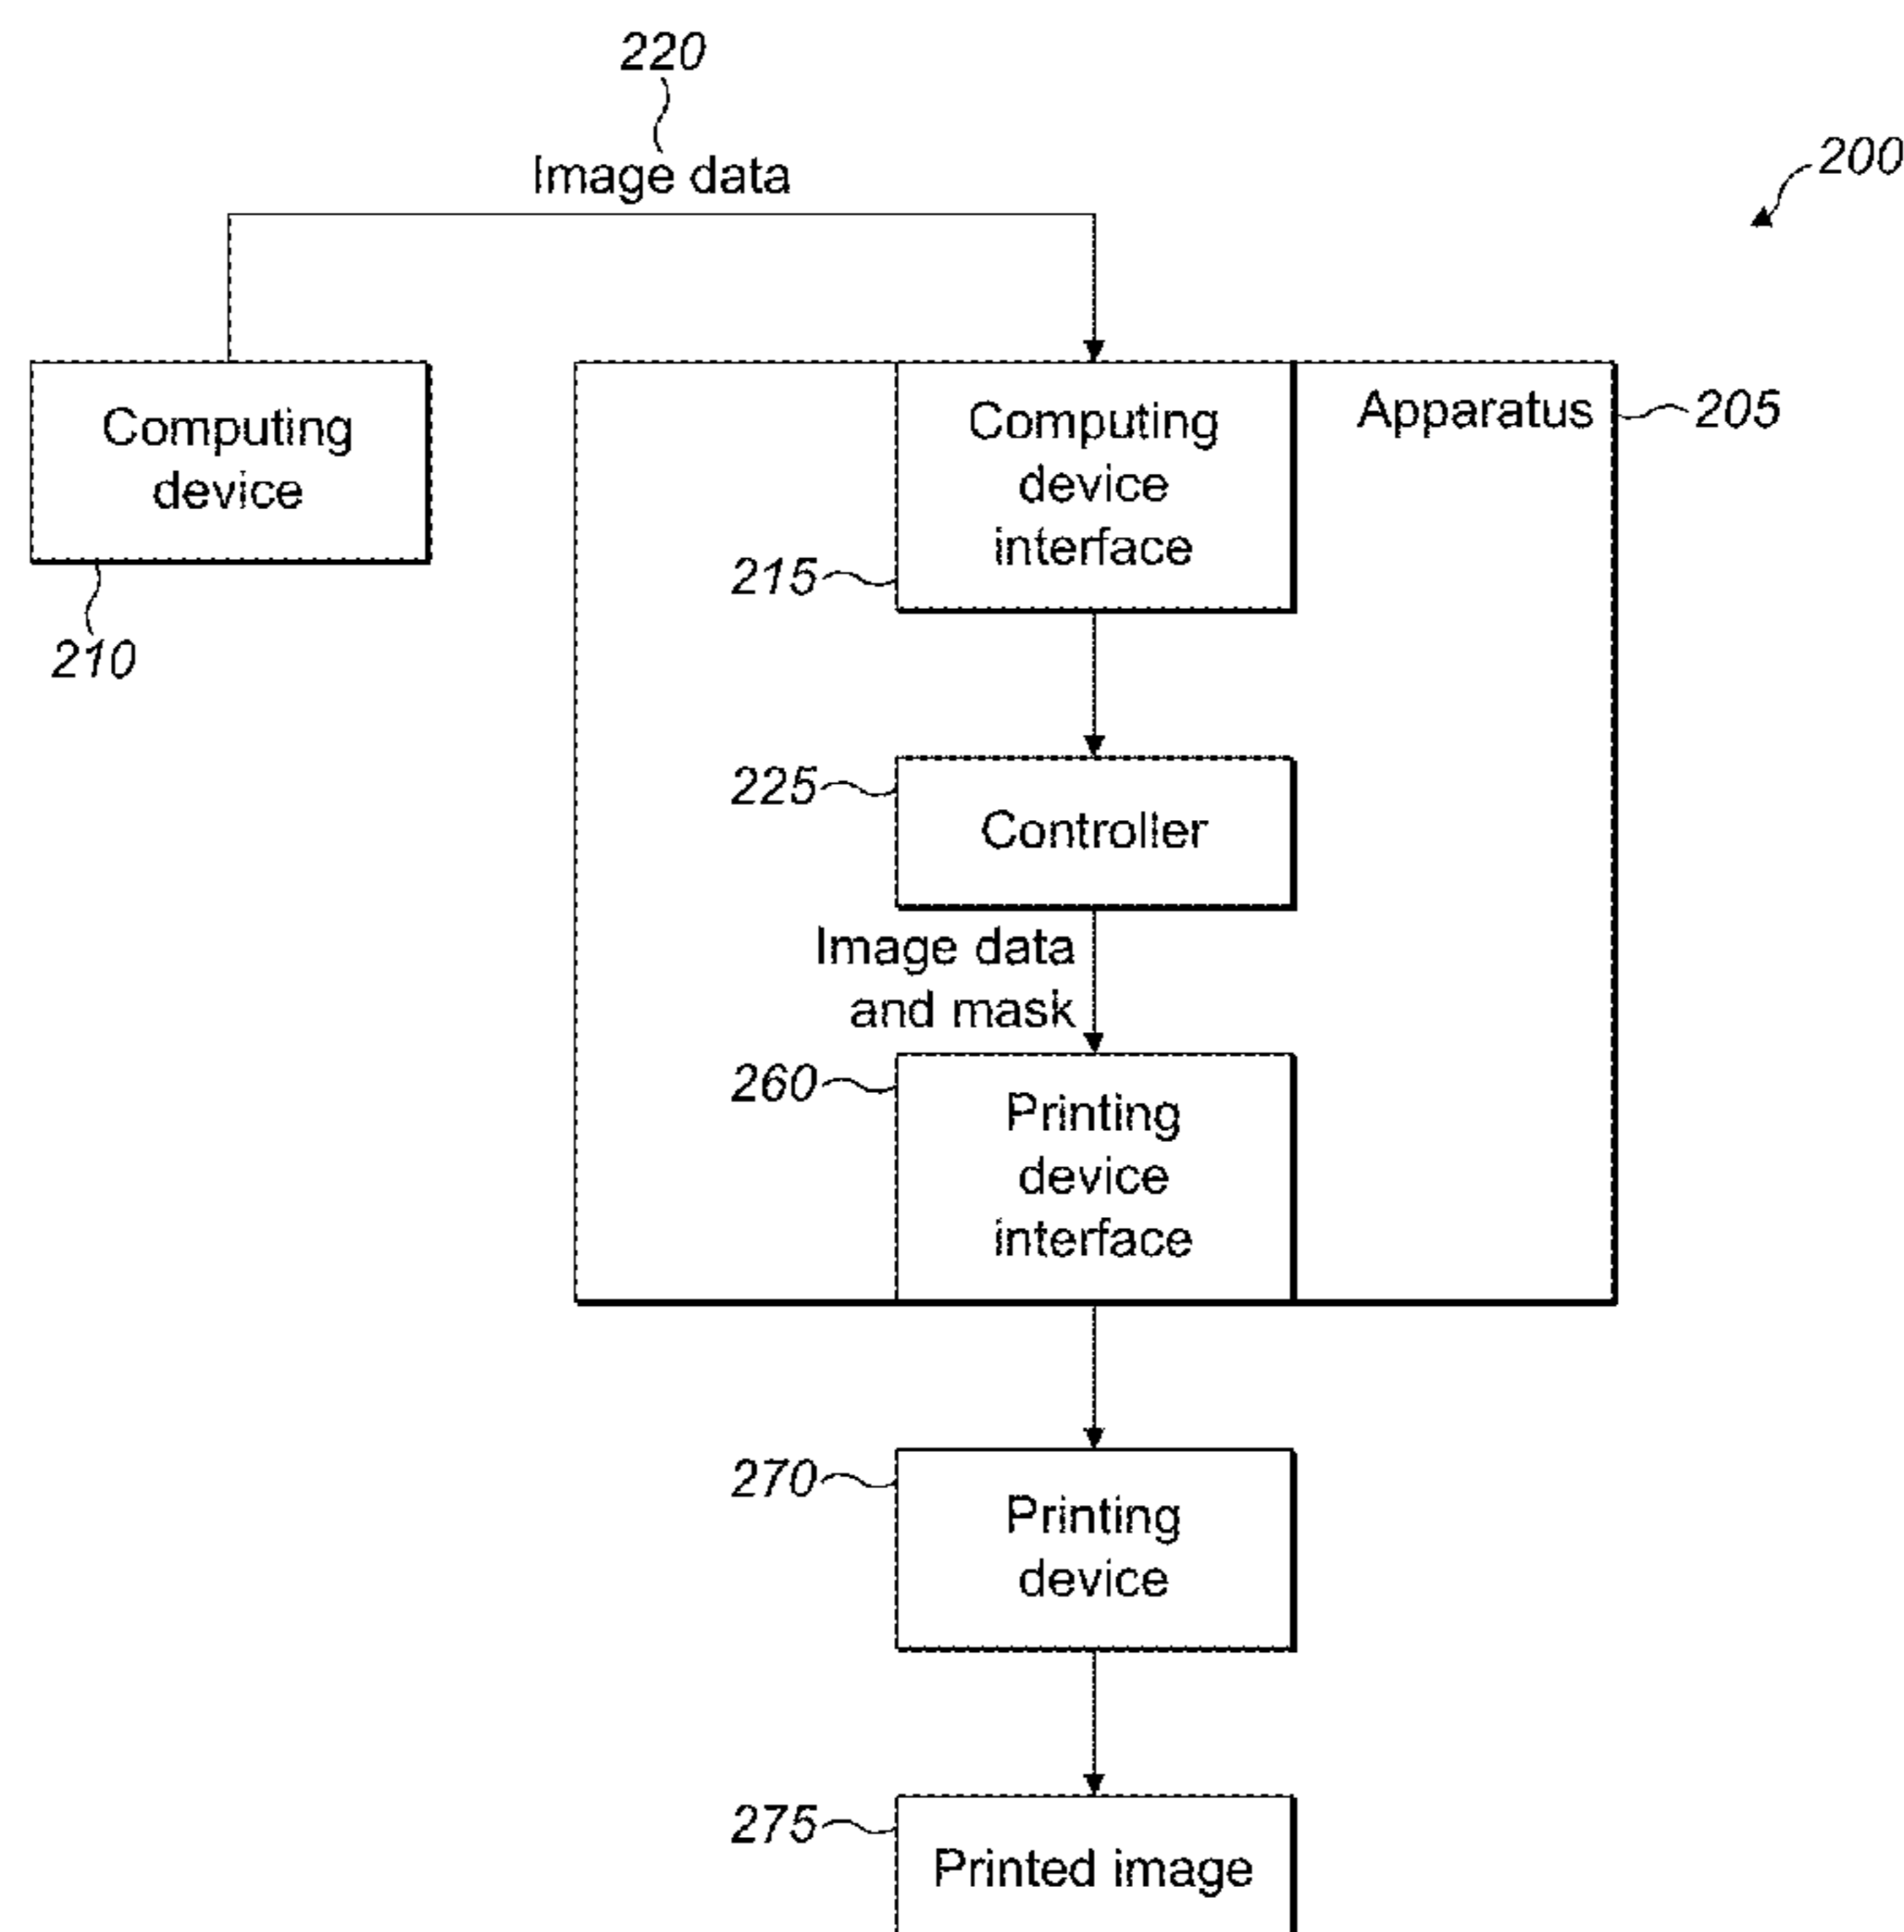 220
Image data
200
Computing
device
210
Apparatus
205
Computing
device
interface
215
225
Controller
Image data
and mask
260
Printing
device
interface
270
Printing
device
275
Printed image